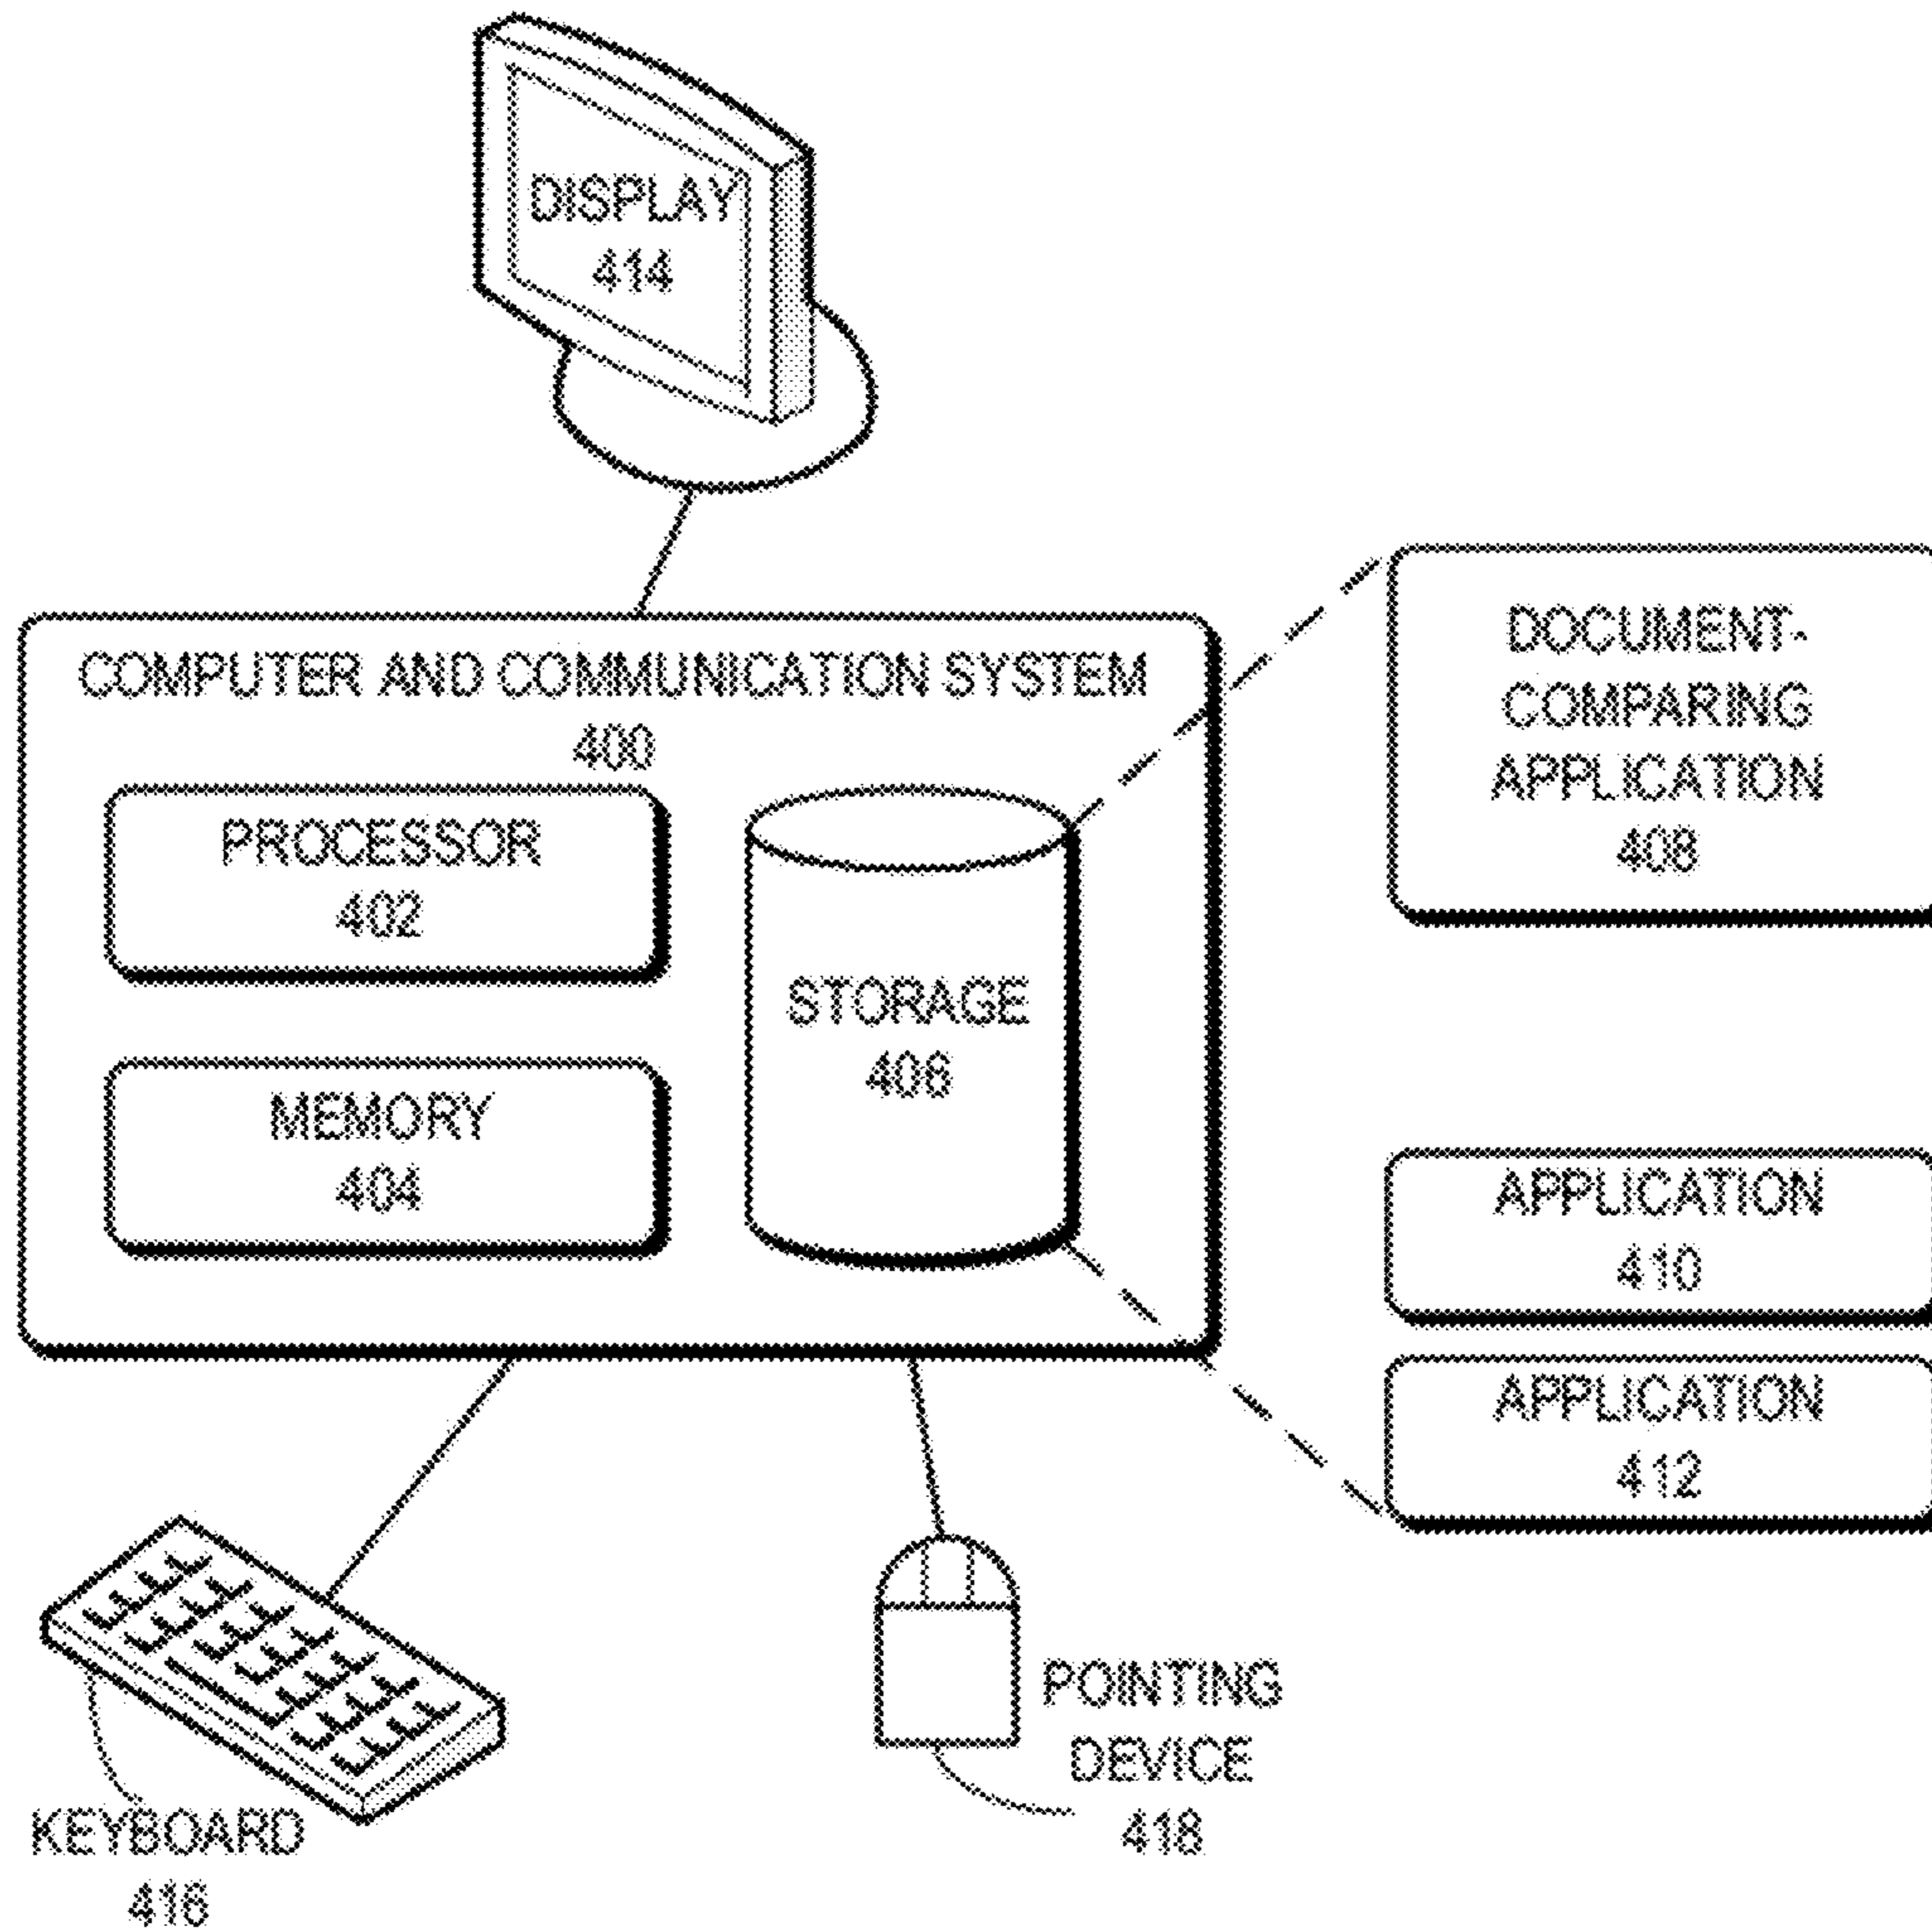 DISPLAY
414
COMPUTER AND COMMUNICATION SYSTEM
400
PROCESSOR
402
MEMORY
404
STORAGE
406
DOCUMENT-
COMPARING
APPLICATION
408
APPLICATION
410
APPLICATION
412
KEYBOARD
416
POINTING
DEVICE
418